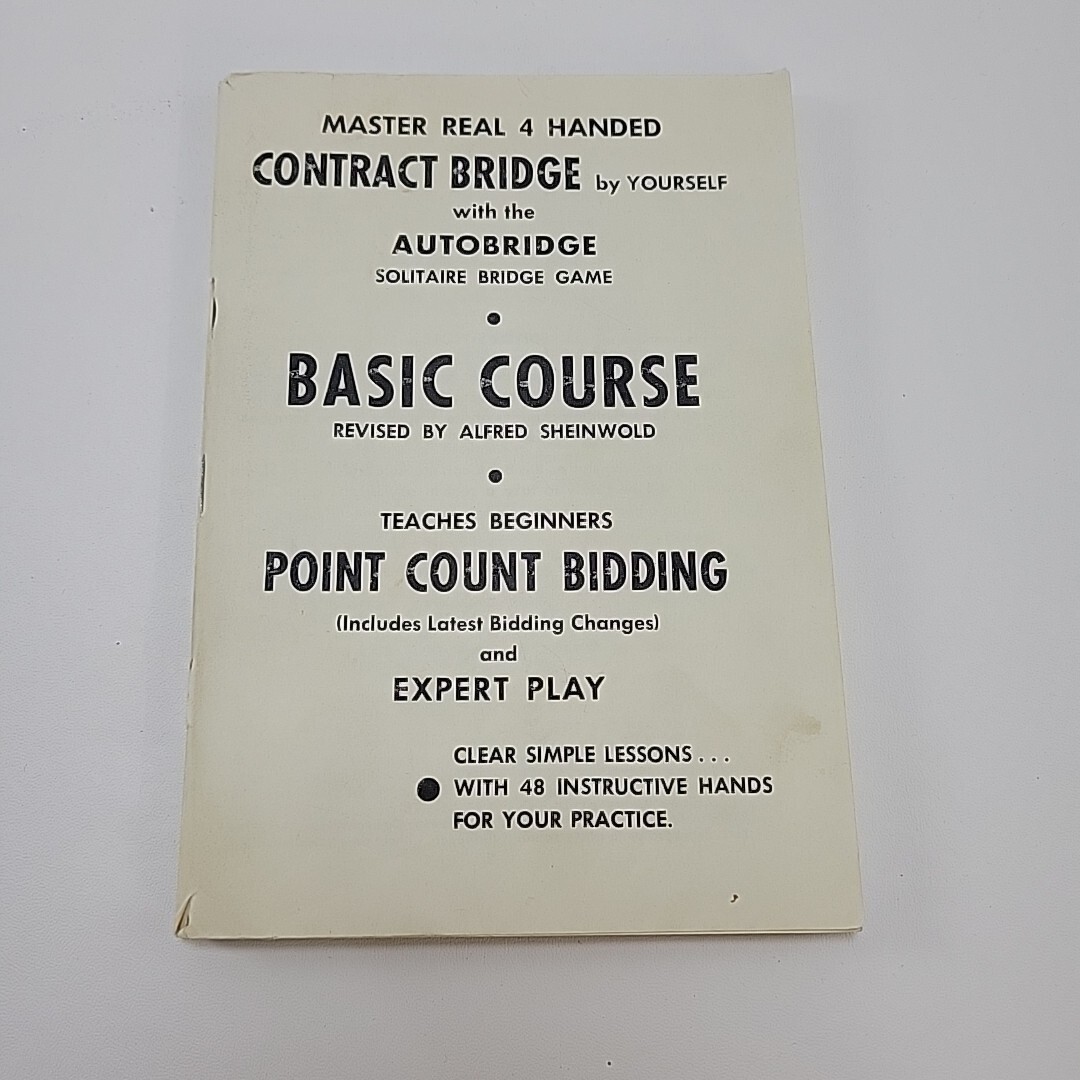 MASTER REAL 4 HANDED
CONTRACT BRIDGE by YOURSELF
with the
AUTOBRIDGE
SOLITAIRE BRIDGE GAME
BASIC COURSE
REVISED BY ALFRED SHEINWOLD
TEACHES BEGINNERS
POINT COUNT BIDDING
(Includes Latest Bidding Changes)
and
EXPERT PLAY
CLEAR SIMPLE LESSONS . . .
● WITH 48 INSTRUCTIVE HANDS
FOR YOUR PRACTICE.